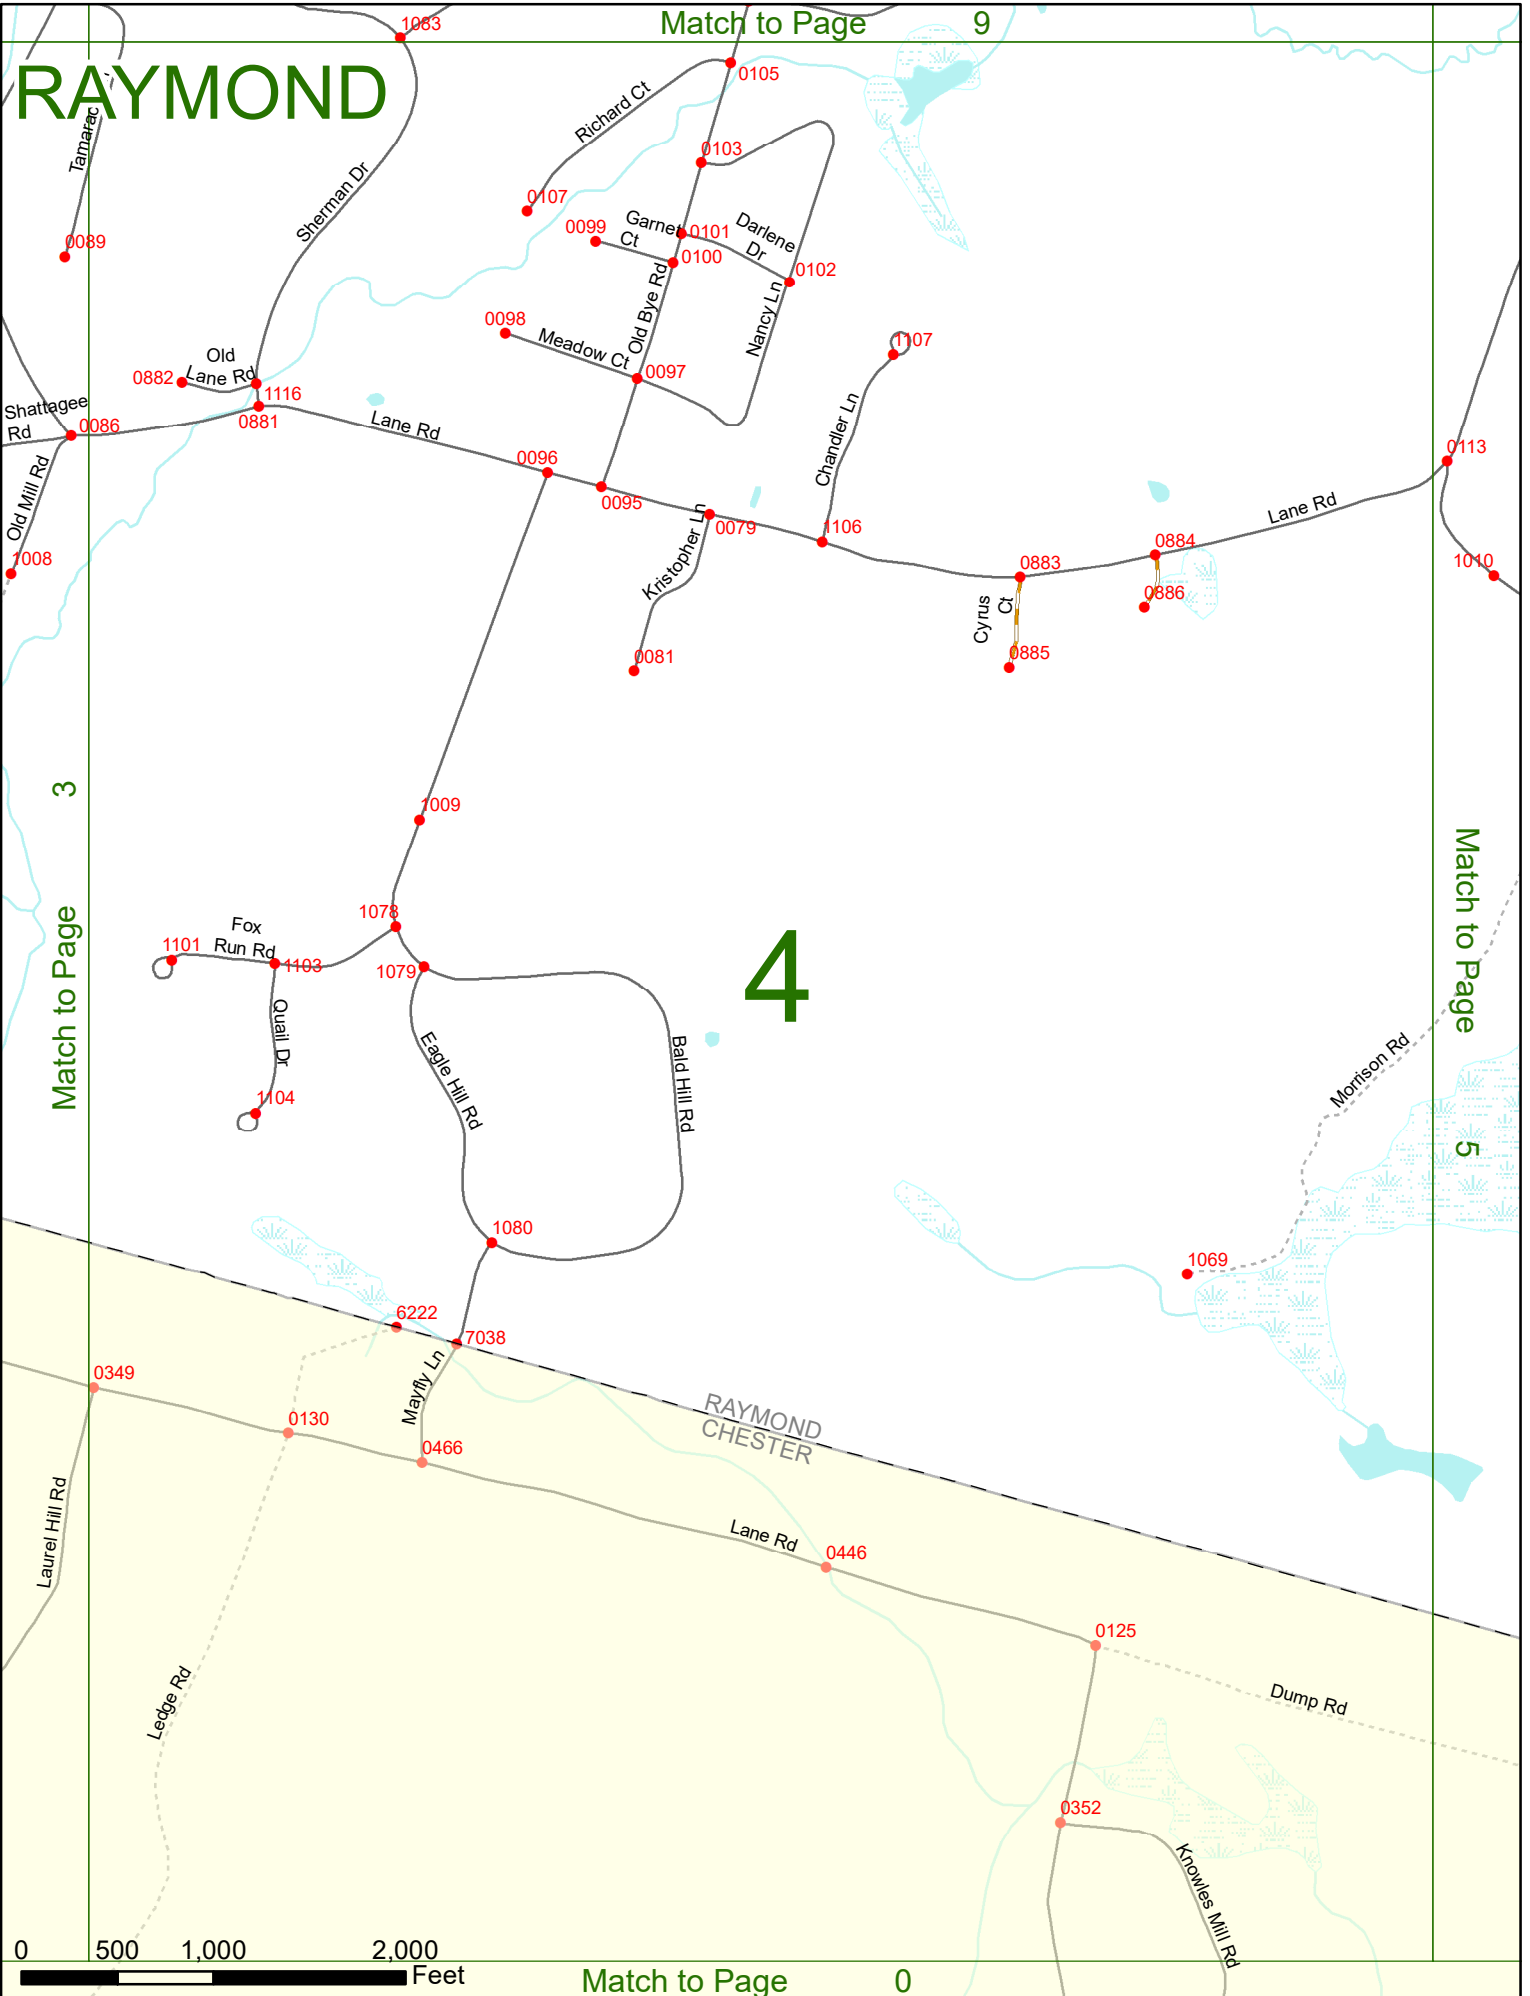 Match to Page 9
1083
RAYMOND
0105
Richard Ct
Tamarac
0103
Sherman Dr
0107
0099
Garnet
Ct
0101
Darlene
Dr
0089
0100
0102
Old Bye Rd
Nancy Ln
0098
Meadow Ct
1107
Old
Lane Rd
0882
0097
1116
Shattagee
Rd
0086
0881
Lane Rd
Chandler Ln
0113
0096
Old Mill Rd
0095
Kristopher Ln
0079
1106
Lane Rd
0884
1008
0883
1010
0886
Cyrus
Ct
0081
0885
3
Match to Page
1009
Match to Page
5
1078
Fox
Run Rd
1101
1103
1079
4
Quail Dr
Eagle Hill Rd
Bald Hill Rd
Morrison Rd
1104
1080
1069
6222
7038
Mayfly Ln
0349
RAYMOND
CHESTER
0130
0466
Laurel Hill Rd
Lane Rd
0446
0125
Ledge Rd
Dump Rd
0352
Knowles Mill Rd
0 500 1,000 2,000
Feet
Match to Page 0